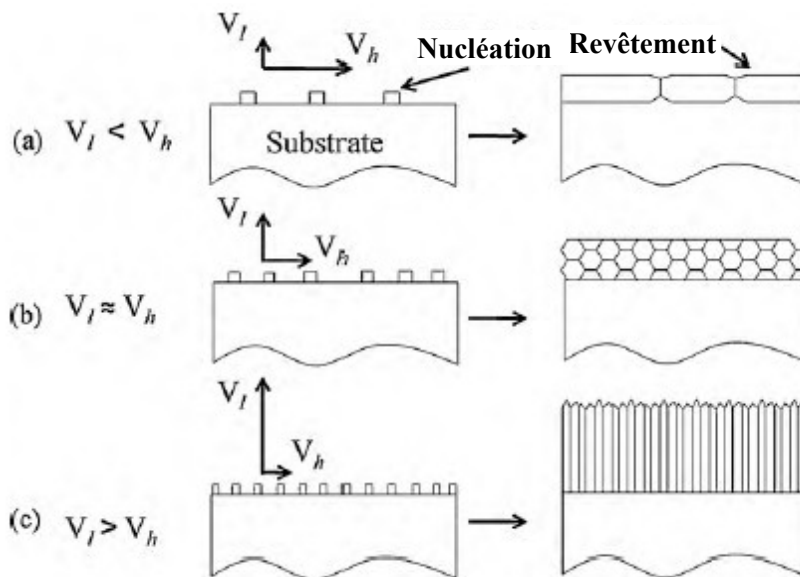 V_l
V_h
Nucléation
Revêtement
(a) V_l < V_h
Substrate
V_l
V_h
(b) V_l ≈ V_h
V_l
V_h
(c) V_l > V_h